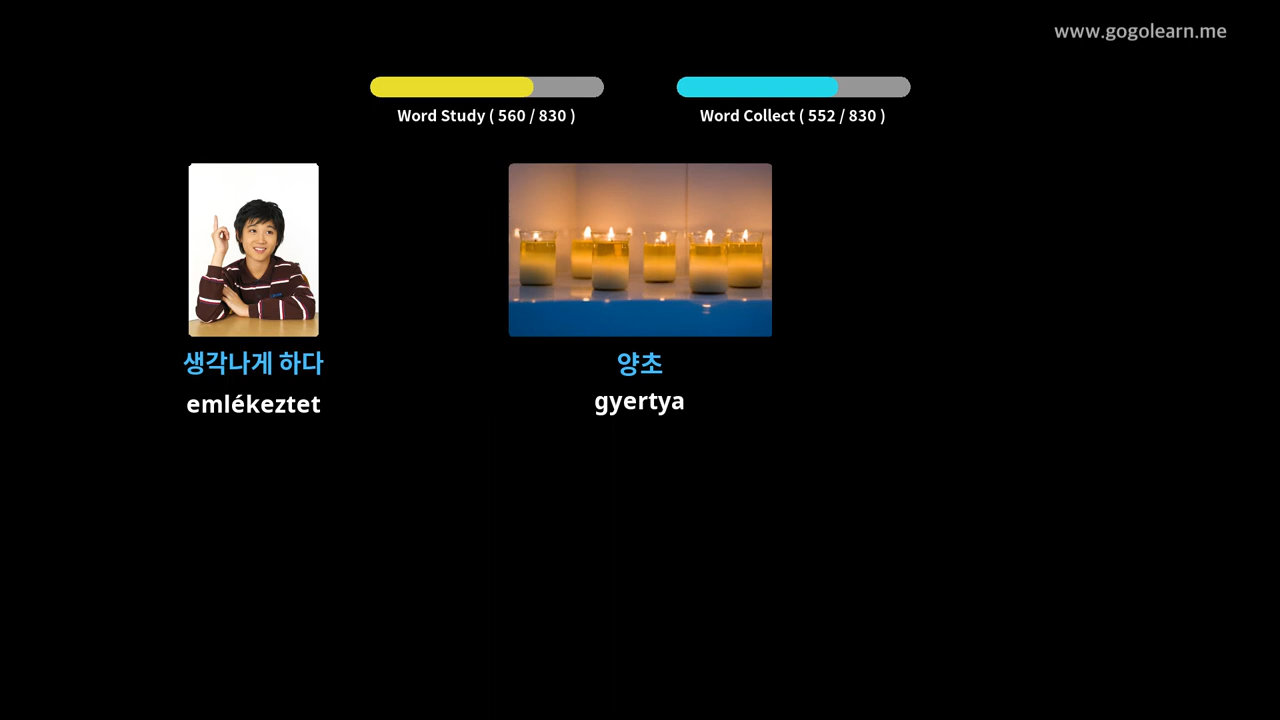 www.gogolearn.me
Word Study ( 560 / 830 )
Word Collect ( 552 / 830 )
생각나게 하다
emlékeztet
양초
gyertya